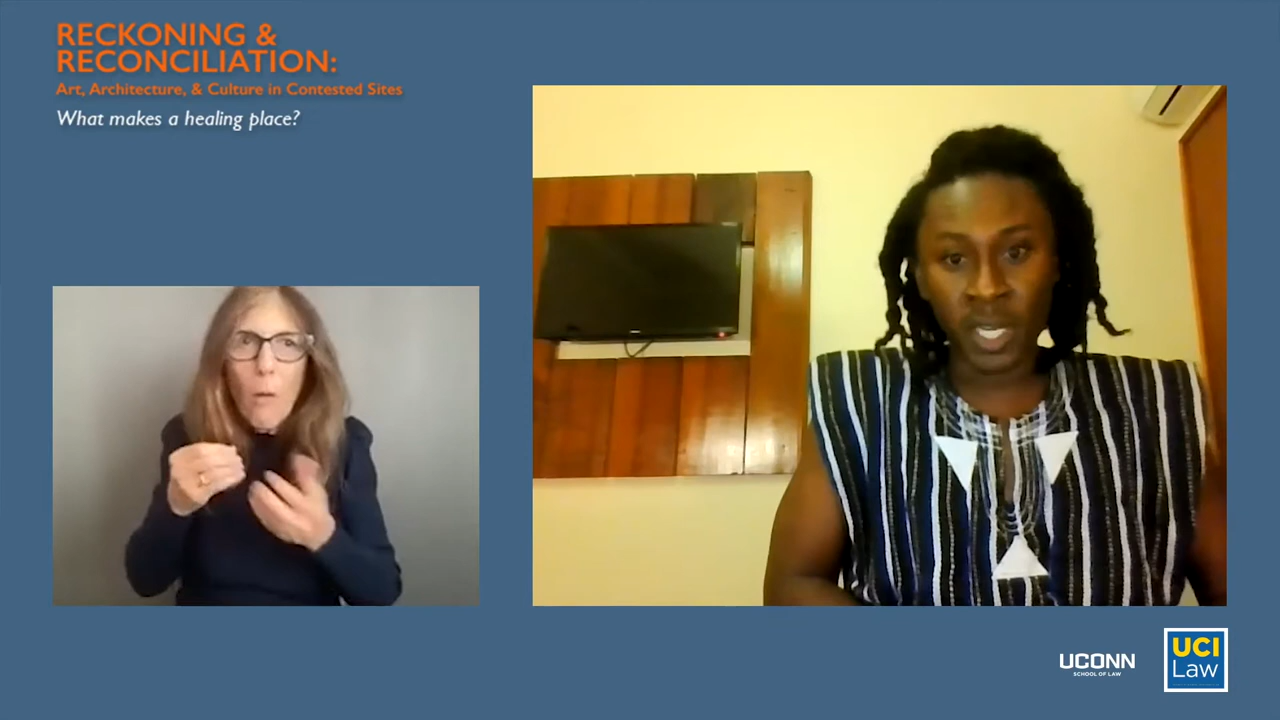 RECKONING &
RECONCILIATION:
Art, Architecture, & Culture in Contested Sites
What makes a healing place?
UCONN
SCHOOL OF LAW
UCI
Law